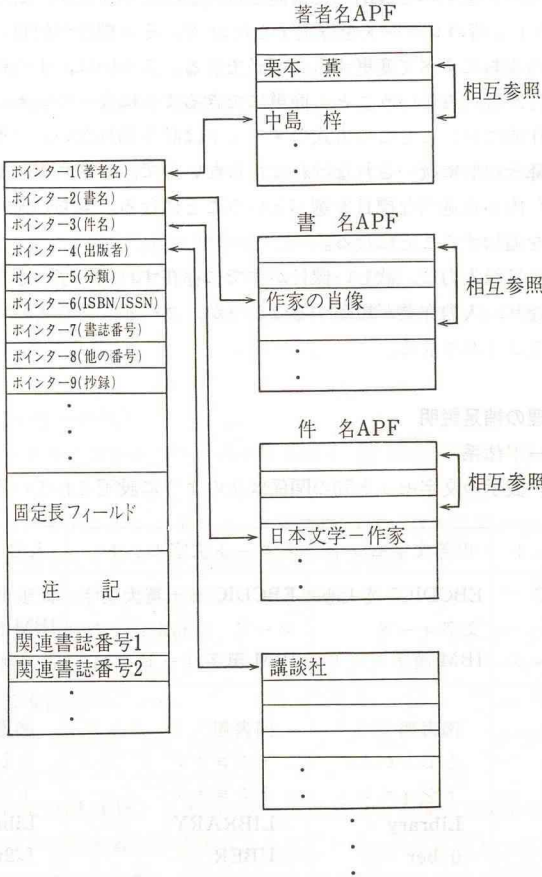 著者名APF
栗本 薫
中島 梓
相互参照
ポインター1(著者名)
ポインター2(書名)
ポインター3(件名)
ポインター4(出版者)
ポインター5(分類)
ポインター6(ISBN/ISSN)
ポインター7(書誌番号)
ポインター8(他の番号)
ポインター9(抄録)
固定長フィールド
注 記
関連書誌番号1
関連書誌番号2
書 名APF
作家の肖像
相互参照
件 名APF
日本文学-作家
相互参照
講談社